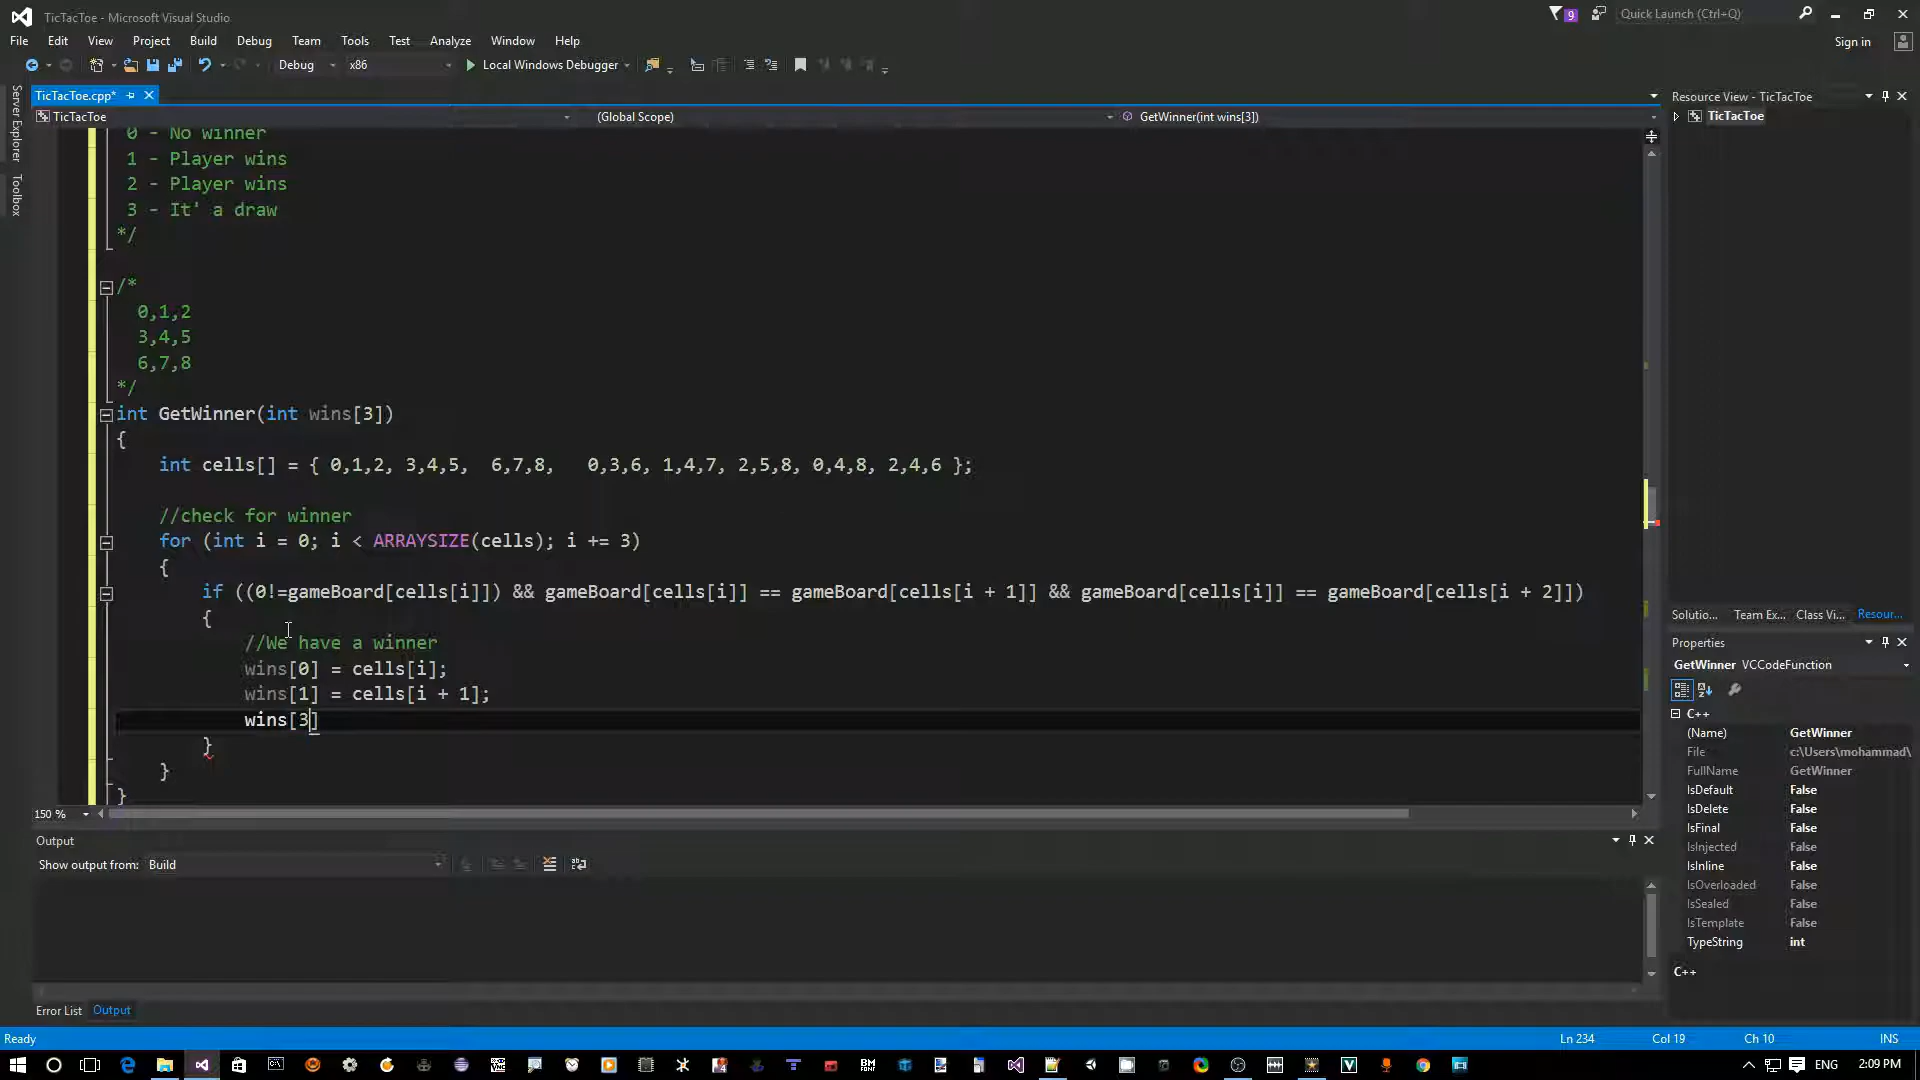 TicTacToe - Microsoft Visual Studio
9
Quick Launch (Ctrl+Q)
File Edit View Project Build Debug Team Tools Test Analyze Window Help
Sign in
Debug x86 Local Windows Debugger
Server Explorer
Toolbox
TicTacToe.cpp*
TicTacToe (Global Scope) GetWinner(int wins[3])
0 - No winner
1 - Player wins
2 - Player wins
3 - It' a draw
*/
/*
0,1,2
3,4,5
6,7,8
*/
int GetWinner(int wins[3])
{
int cells[] = { 0,1,2, 3,4,5, 6,7,8, 0,3,6, 1,4,7, 2,5,8, 0,4,8, 2,4,6 };
//check for winner
for (int i = 0; i < ARRAYSIZE(cells); i += 3)
{
if ((0!=gameBoard[cells[i]]) && gameBoard[cells[i]] == gameBoard[cells[i + 1]] && gameBoard[cells[i]] == gameBoard[cells[i + 2]])
{
//We have a winner
wins[0] = cells[i];
wins[1] = cells[i + 1];
wins[3]
}
}
}
150 %
Output
Show output from: Build
Error List Output
Resource View - TicTacToe
TicTacToe
Solutio... Team Ex... Class Vi... Resour...
Properties
GetWinner VCCodeFunction
C++
(Name) GetWinner
File c:\Users\mohammad\
FullName GetWinner
IsDefault False
IsDelete False
IsFinal False
IsInjected False
IsInline False
IsOverloaded False
IsSealed False
IsTemplate False
TypeString int
C++
Ready Ln 234 Col 19 Ch 10 INS
ENG 2:09 PM